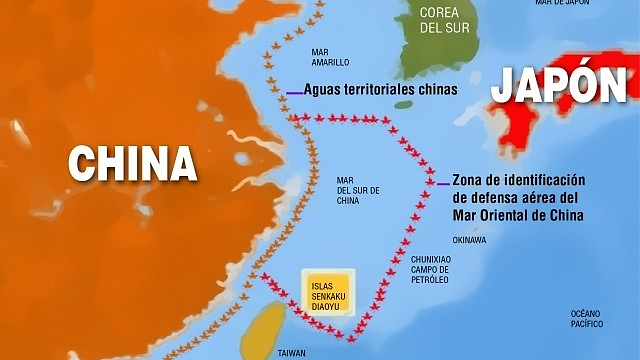 MAR DE JAPÓN
COREA
DEL SUR
MAR
AMARILLO
Aguas territoriales chinas
JAPÓN
CHINA
MAR
DEL SUR DE
CHINA
Zona de identificación
de defensa aérea del
Mar Oriental de China
OKINAWA
CHUNIXIAO
CAMPO DE
PETRÓLEO
ISLAS
SENKAKU
DIAOYU
OCÉANO
PACÍFICO
TAIWAN